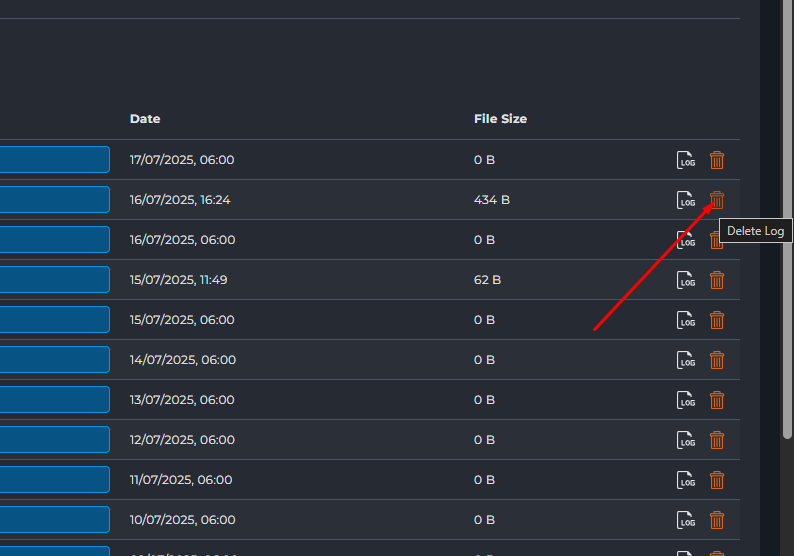 Date File Size
17/07/2025, 06:00 0 B LOG
16/07/2025, 16:24 434 B LOG
Delete Log
16/07/2025, 06:00 0 B LOG
15/07/2025, 11:49 62 B LOG
15/07/2025, 06:00 0 B LOG
14/07/2025, 06:00 0 B LOG
13/07/2025, 06:00 0 B LOG
12/07/2025, 06:00 0 B LOG
11/07/2025, 06:00 0 B LOG
10/07/2025, 06:00 0 B LOG